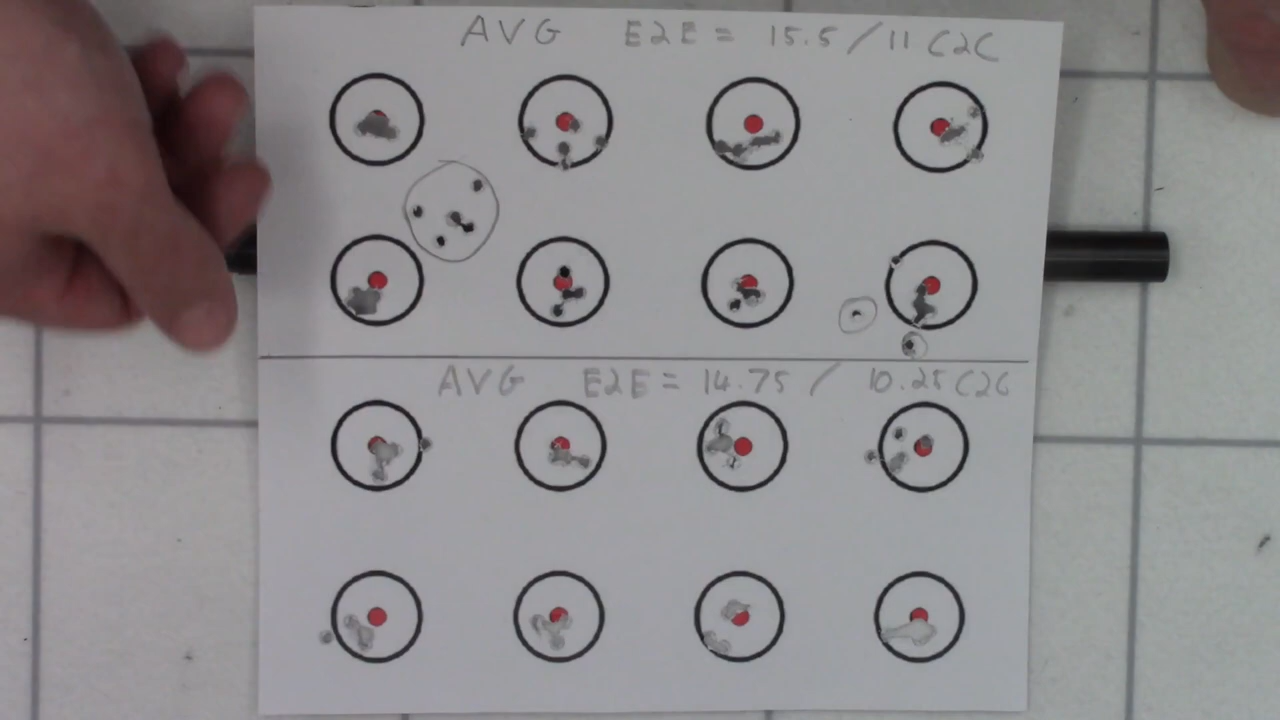 AVG E2E = 15.5 / 11 C2C
AVG E2E = 14.75 / 10.25 C2C